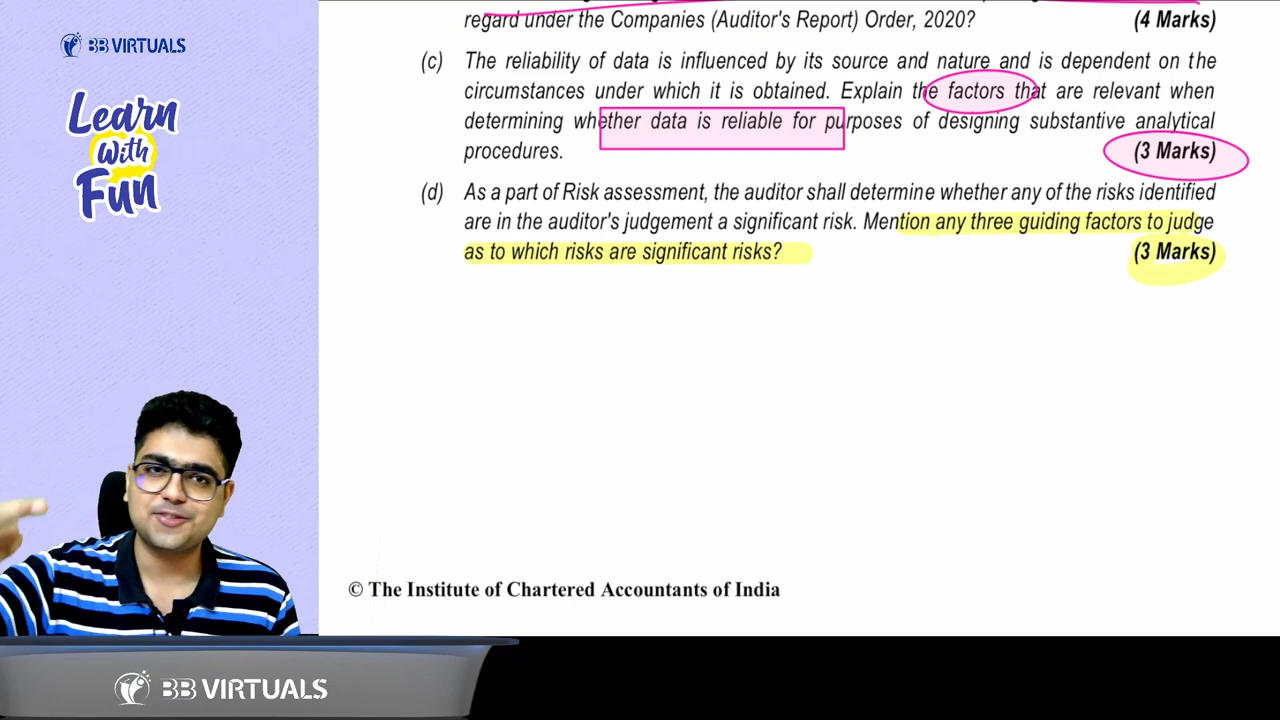 BB VIRTUALS
Learn
With
Fun
regard under the Companies (Auditor's Report) Order, 2020? (4 Marks)
(c) The reliability of data is influenced by its source and nature and is dependent on the
circumstances under which it is obtained. Explain the factors that are relevant when
determining whether data is reliable for purposes of designing substantive analytical
procedures. (3 Marks)
(d) As a part of Risk assessment, the auditor shall determine whether any of the risks identified
are in the auditor's judgement a significant risk. Mention any three guiding factors to judge
as to which risks are significant risks? (3 Marks)
© The Institute of Chartered Accountants of India
BB VIRTUALS